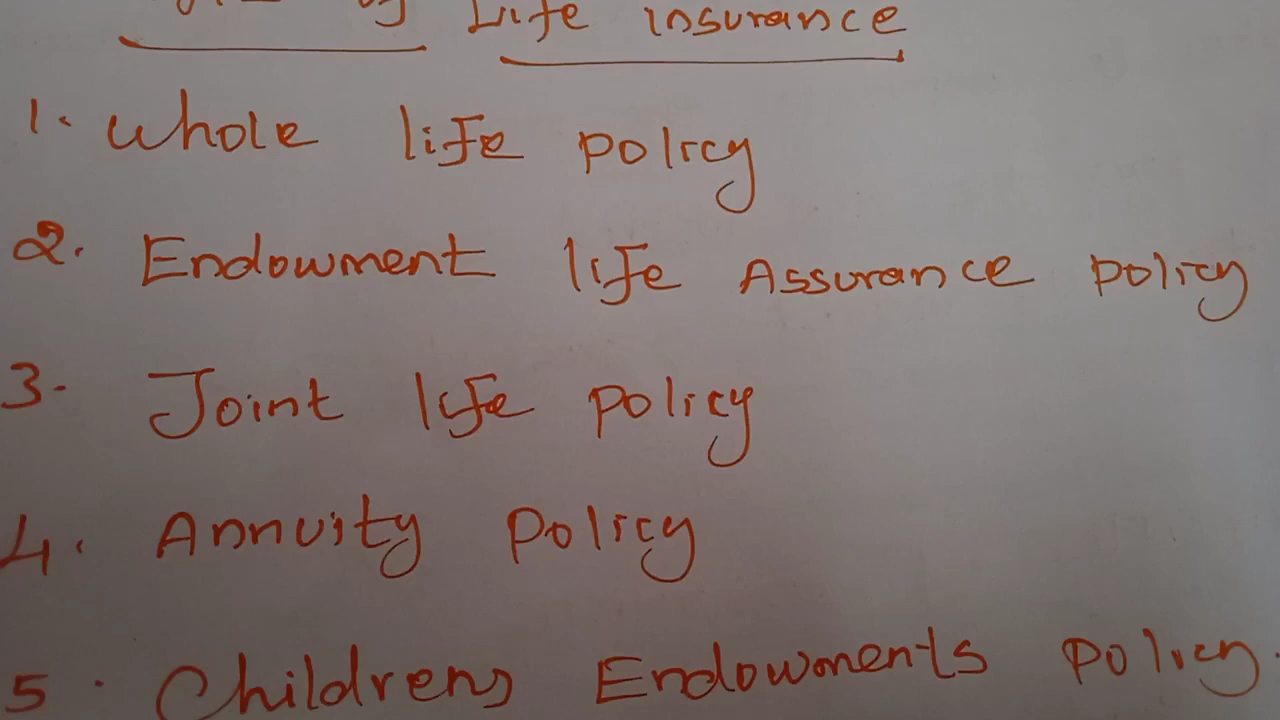 of Life insurance
1. Whole life policy
2. Endowment life Assurance policy
3. Joint life policy
4. Annuity policy
5. Childrens Endowments policy.